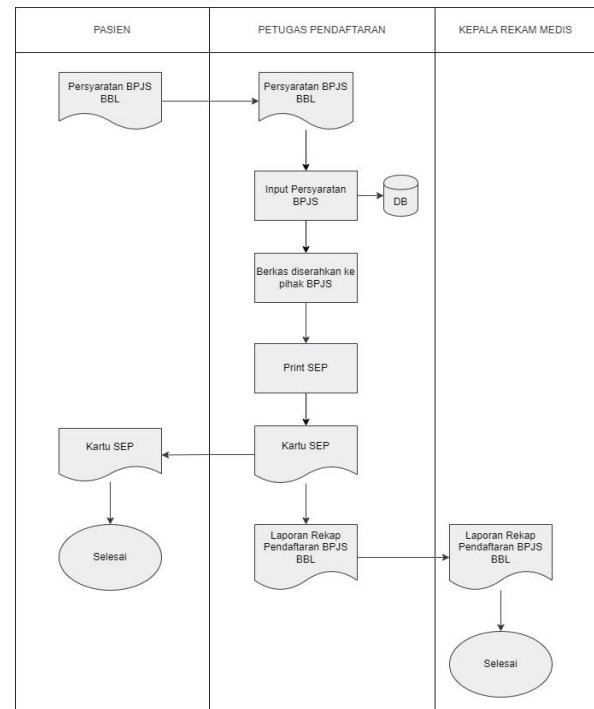 PASIEN
PETUGAS PENDAFTARAN
KEPALA REKAM MEDIS
Persyaratan BPJS
BBL
Persyaratan BPJS
BBL
Input Persyaratan
BPJS
DB
Berkas diserahkan ke
pihak BPJS
Print SEP
Kartu SEP
Kartu SEP
Selesai
Laporan Rekap
Pendaftaran BPJS
BBL
Laporan Rekap
Pendaftaran BPJS
BBL
Selesai